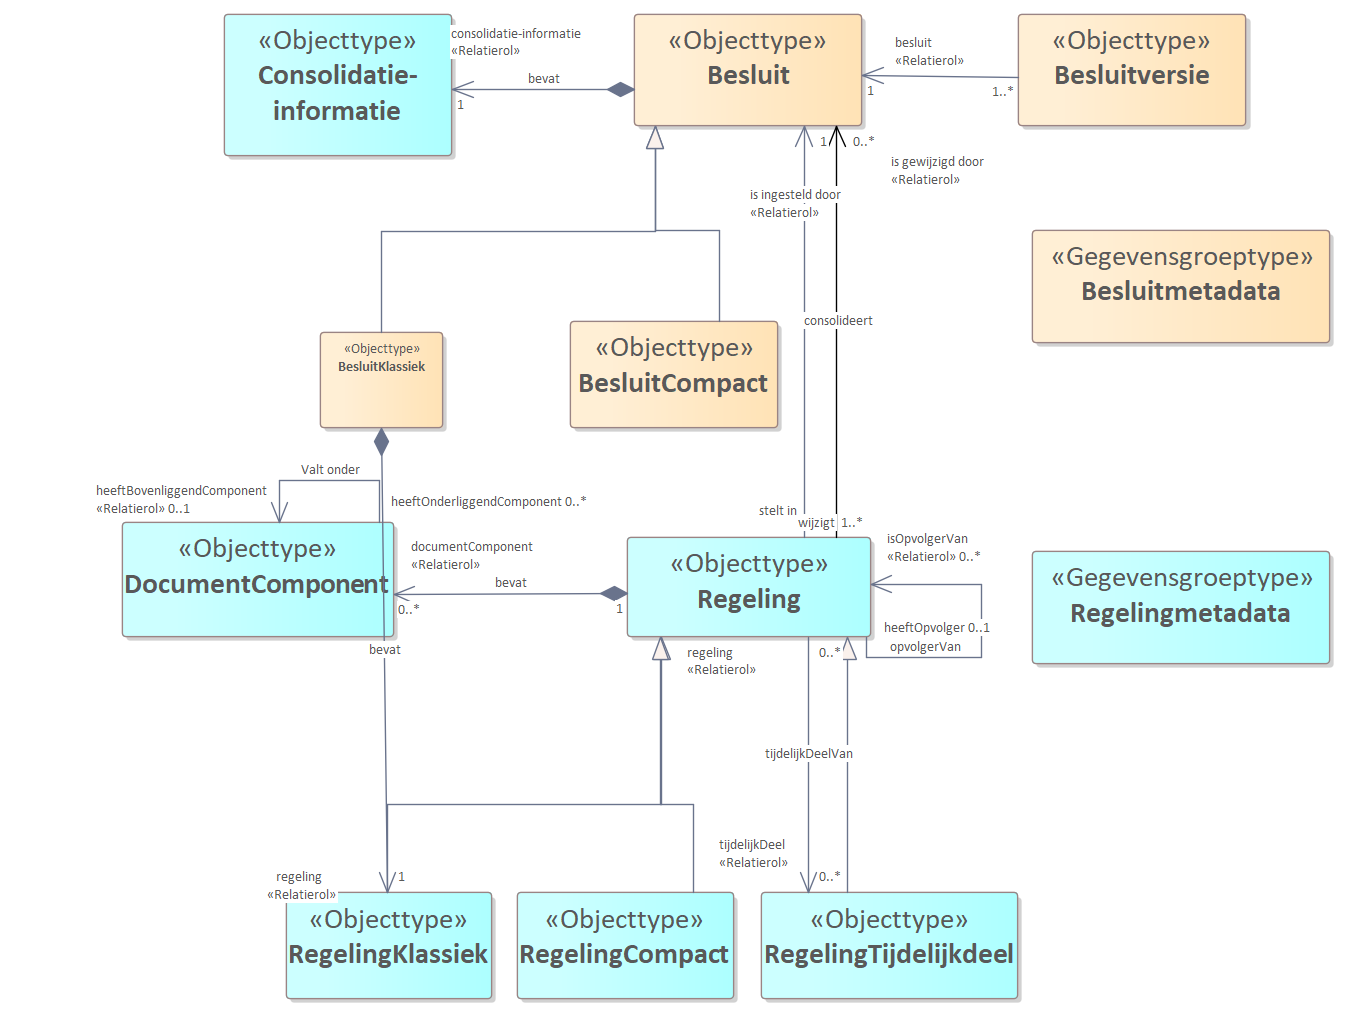 «Objecttype»
Consolidatie-
informatie
consolidatie-informatie
«Relatierol»
bevat
1
«Objecttype»
Besluit
besluit
«Relatierol»
1
1..*
«Objecttype»
Besluitversie
1
0..*
is gewijzigd door
«Relatierol»
is ingesteld door
«Relatierol»
«Gegevensgroeptype»
Besluitmetadata
consolideert
«Objecttype»
BesluitKlassiek
«Objecttype»
BesluitCompact
Valt onder
heeftBovenliggendComponent
«Relatierol» 0..1
heeftOnderliggendComponent 0..*
stelt in
wijzigt 1..*
«Objecttype»
DocumentComponent
documentComponent
«Relatierol»
bevat
0..*
1
«Objecttype»
Regeling
isOpvolgerVan
«Relatierol» 0..*
heeftOpvolger 0..1
opvolgerVan
«Gegevensgroeptype»
Regelingmetadata
bevat
regeling
«Relatierol»
0..*
tijdelijkDeelVan
tijdelijkDeel
«Relatierol»
0..*
regeling
«Relatierol»
1
«Objecttype»
RegelingKlassiek
«Objecttype»
RegelingCompact
«Objecttype»
RegelingTijdelijkdeel